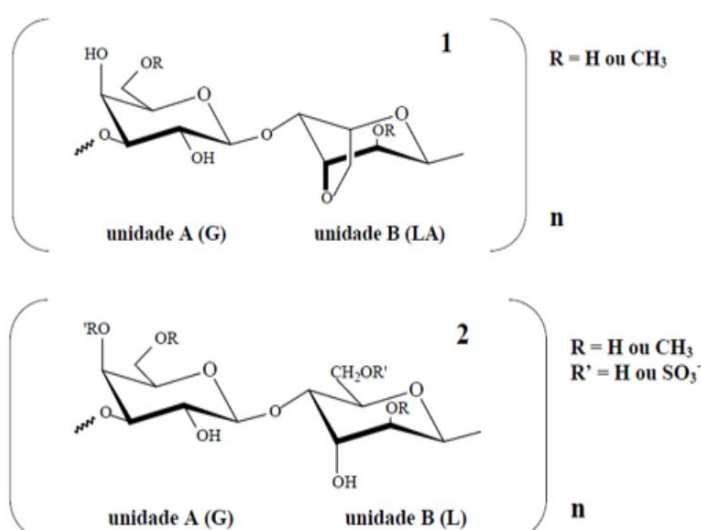 1
R = H ou CH₃
HO
OR
O
O
O
OR
O
OH
O
n
unidade A (G) unidade B (LA)
2
R = H ou CH₃
R' = H ou SO₃⁻
'RO
OR
CH₂OR'
O
O
O
OR
O
OH
OH
n
unidade A (G) unidade B (L)